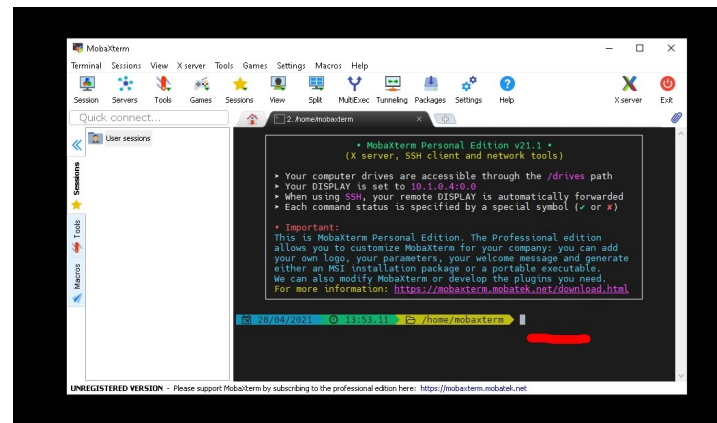 MobaXterm
Terminal Sessions View X server Tools Games Settings Macros Help
Session Servers Tools Games Sessions View Split MultiExec Tunneling Packages Settings Help X server Exit
Quick connect...
2. /home/mobaxterm
User sessions
Sessions
Tools
Macros
• MobaXterm Personal Edition v21.1 •
(X server, SSH client and network tools)
➤ Your computer drives are accessible through the /drives path
➤ Your DISPLAY is set to 10.1.0.4:0.0
➤ When using SSH, your remote DISPLAY is automatically forwarded
➤ Each command status is specified by a special symbol (✓ or ✗)
• Important:
This is MobaXterm Personal Edition. The Professional edition
allows you to customize MobaXterm for your company: you can add
your own logo, your parameters, your welcome message and generate
either an MSI installation package or a portable executable.
We can also modify MobaXterm or develop the plugins you need.
For more information: https://mobaxterm.mobatek.net/download.html
28/04/2021 13:53.11 /home/mobaxterm
UNREGISTERED VERSION - Please support MobaXterm by subscribing to the professional edition here: https://mobaxterm.mobatek.net